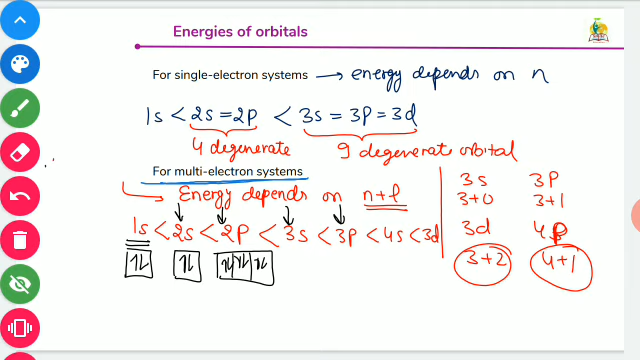 Energies of orbitals
For single-electron systems → energy depends on n
1s < 2s = 2p < 3s = 3p = 3d
4 degenerate 9 degenerate orbital
For multi-electron systems
Energy depends on n+l
1s < 2s < 2p < 3s < 3p < 4s < 3d
3s 3p
3+0 3+1
3d 4p
3+2 4+1